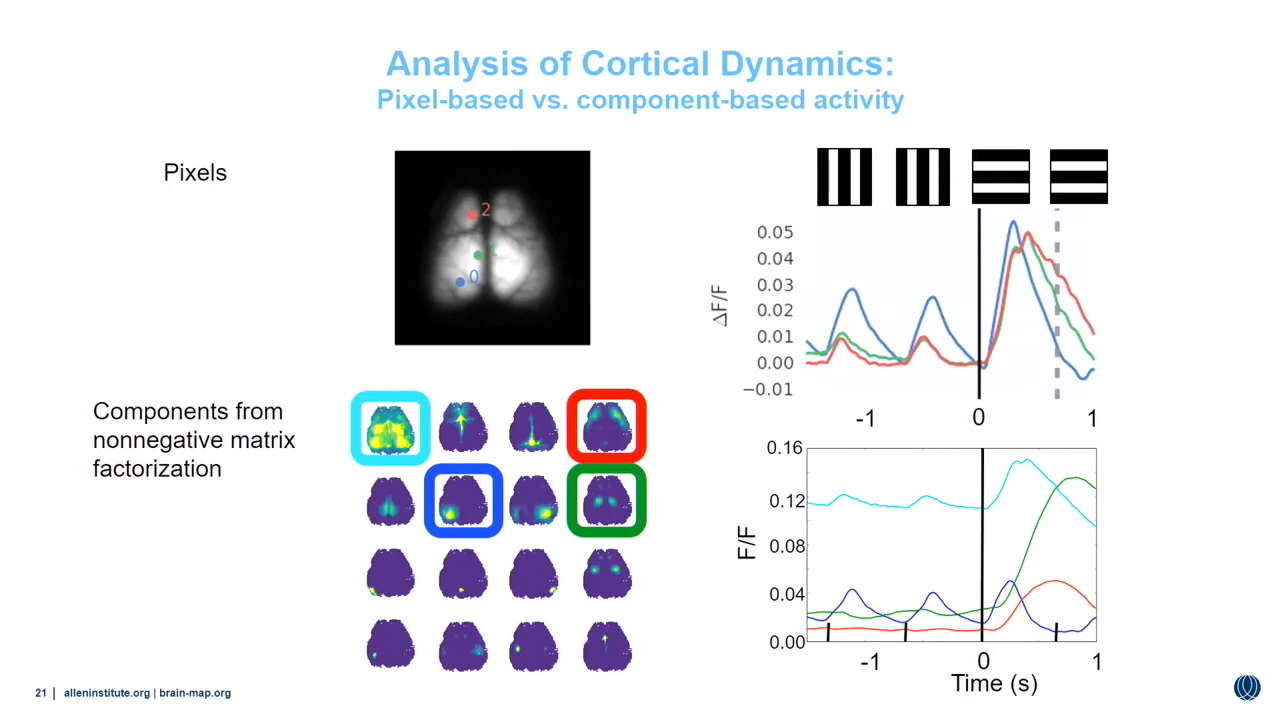 Analysis of Cortical Dynamics:
Pixel-based vs. component-based activity
Pixels
2
1
0
ΔF/F
0.05
0.04
0.03
0.02
0.01
0.00
−0.01
-1
0
1
Components from
nonnegative matrix
factorization
F/F
0.16
0.12
0.08
0.04
0.00
-1
0
1
Time (s)
21 | alleninstitute.org | brain-map.org